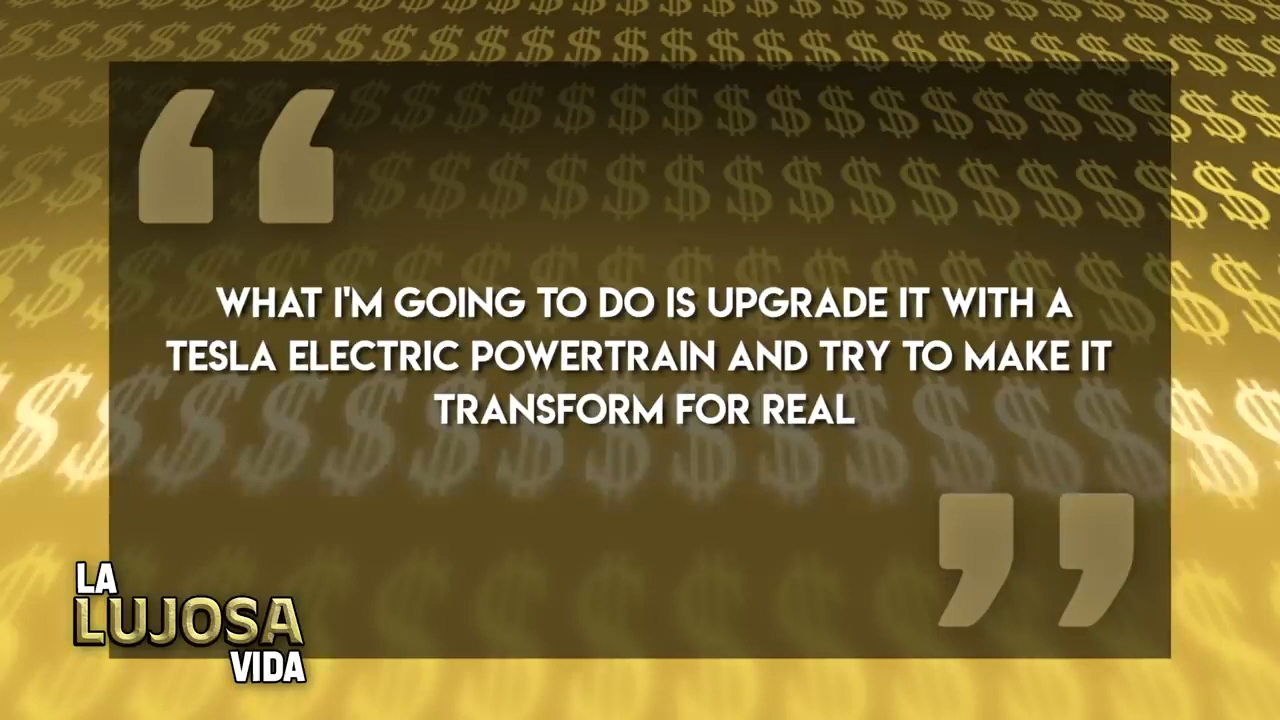 WHAT I'M GOING TO DO IS UPGRADE IT WITH A
TESLA ELECTRIC POWERTRAIN AND TRY TO MAKE IT
TRANSFORM FOR REAL
LA
LUJOSA
VIDA